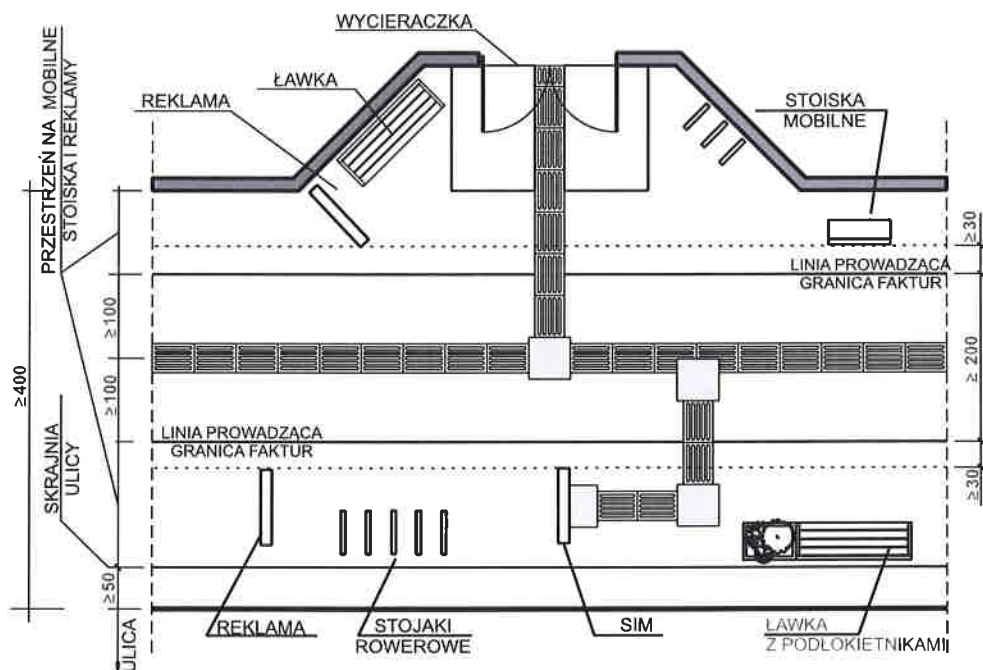 WYCIERACZKA
ŁAWKA
REKLAMA
STOISKA
MOBILNE
PRZESTRZEŃ NA MOBILNE
STOISKA I REKLAMY
≥30
LINIA PROWADZĄCA
GRANICA FAKTUR
≥100
≥200
≥400
≥100
LINIA PROWADZĄCA
GRANICA FAKTUR
SKRAJNIA
ULICY
≥30
≥50
ULICA
REKLAMA
STOJAKI
ROWEROWE
SIM
ŁAWKA
Z PODŁOKIETNIKAMI